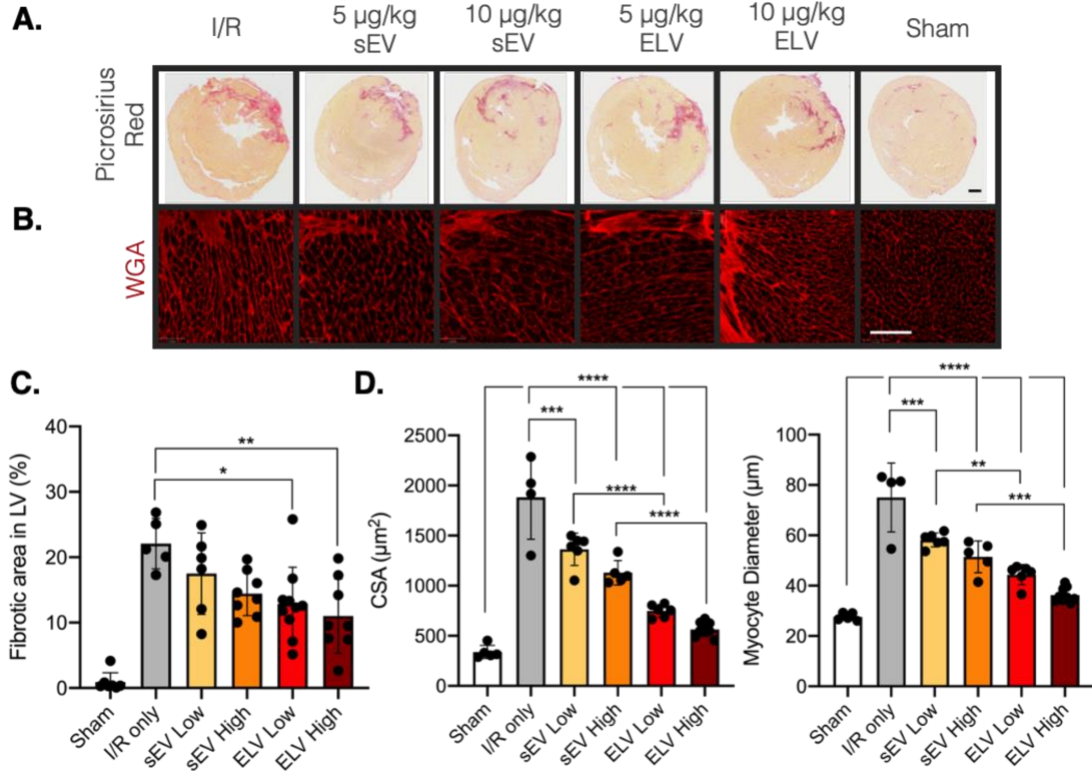 A.
I/R
5 µg/kg
sEV
10 µg/kg
sEV
5 µg/kg
ELV
10 µg/kg
ELV
Sham
Picrosirius
Red
B.
WGA
C.
Fibrotic area in LV (%)
40
30
20
10
0
**
*
Sham
I/R only
sEV Low
sEV High
ELV Low
ELV High
D.
CSA (µm²)
2500
2000
1500
1000
500
0
****
***
****
****
Sham
I/R only
sEV Low
sEV High
ELV Low
ELV High
Myocyte Diameter (µm)
100
80
60
40
20
0
****
***
**
***
Sham
I/R only
sEV Low
sEV High
ELV Low
ELV High